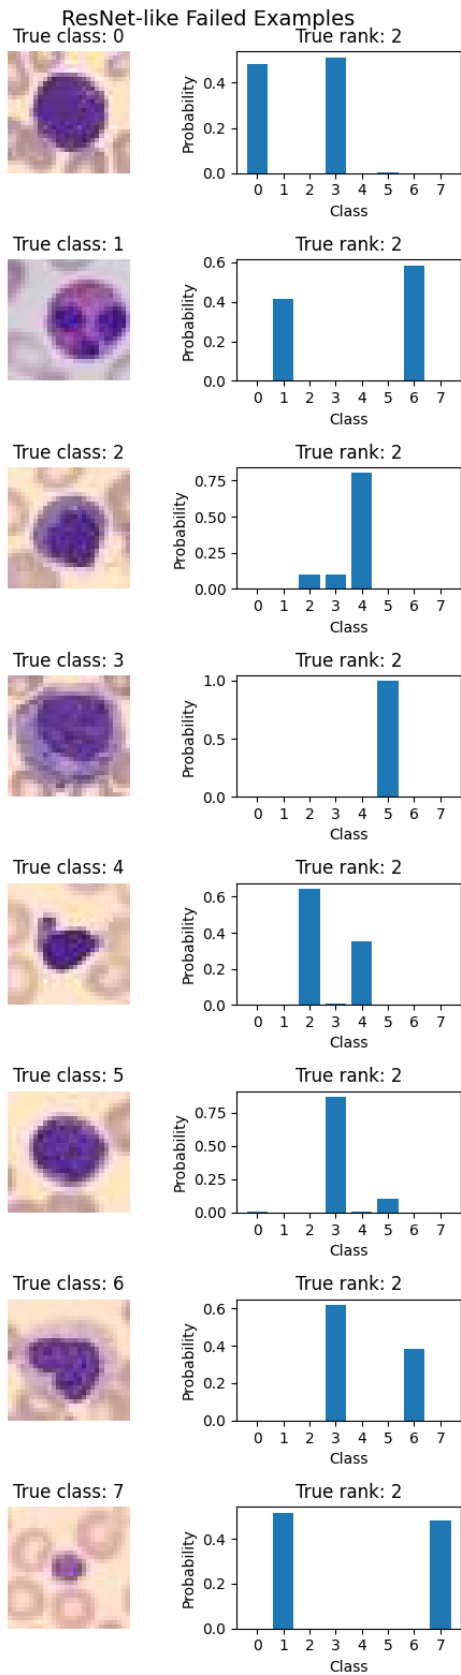 ResNet-like Failed Examples
True class: 0
True rank: 2
Probability
0.4
0.2
0.0
0 1 2 3 4 5 6 7
Class
True class: 1
True rank: 2
Probability
0.6
0.4
0.2
0.0
0 1 2 3 4 5 6 7
Class
True class: 2
True rank: 2
Probability
0.75
0.50
0.25
0.00
0 1 2 3 4 5 6 7
Class
True class: 3
True rank: 2
Probability
1.0
0.5
0.0
0 1 2 3 4 5 6 7
Class
True class: 4
True rank: 2
Probability
0.6
0.4
0.2
0.0
0 1 2 3 4 5 6 7
Class
True class: 5
True rank: 2
Probability
0.75
0.50
0.25
0.00
0 1 2 3 4 5 6 7
Class
True class: 6
True rank: 2
Probability
0.6
0.4
0.2
0.0
0 1 2 3 4 5 6 7
Class
True class: 7
True rank: 2
Probability
0.4
0.2
0.0
0 1 2 3 4 5 6 7
Class